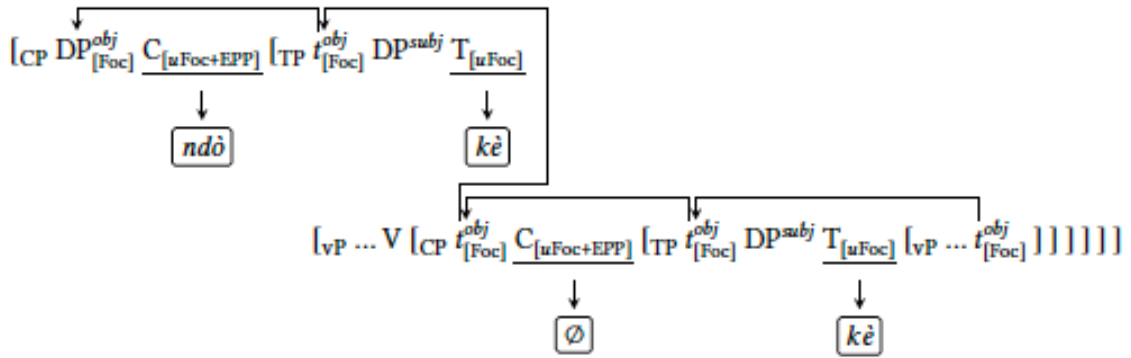 [CP DP^obj_[Foc] C_[uFoc+EPP] [TP t^obj_[Foc] DP^subj T_[uFoc]
ndò kè
[vP ... V [CP t^obj_[Foc] C_[uFoc+EPP] [TP t^obj_[Foc] DP^subj T_[uFoc] [vP ... t^obj_[Foc] ] ] ] ] ] ]
∅ kè